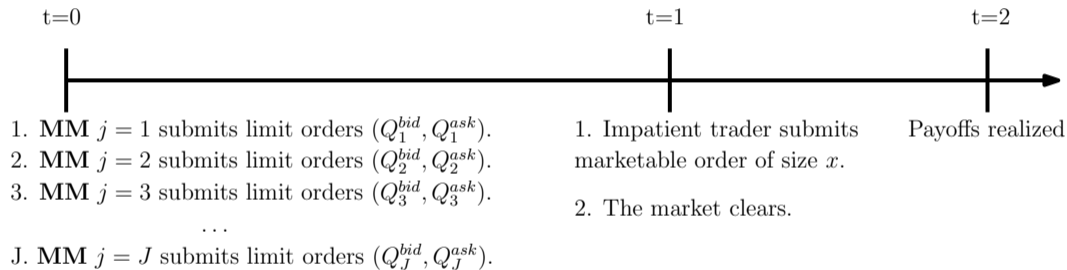 t=0 t=1 t=2
1. MM j = 1 submits limit orders (Q_1^{bid}, Q_1^{ask}).
2. MM j = 2 submits limit orders (Q_2^{bid}, Q_2^{ask}).
3. MM j = 3 submits limit orders (Q_3^{bid}, Q_3^{ask}).
...
J. MM j = J submits limit orders (Q_J^{bid}, Q_J^{ask}).
1. Impatient trader submits
marketable order of size x.
2. The market clears.
Payoffs realized